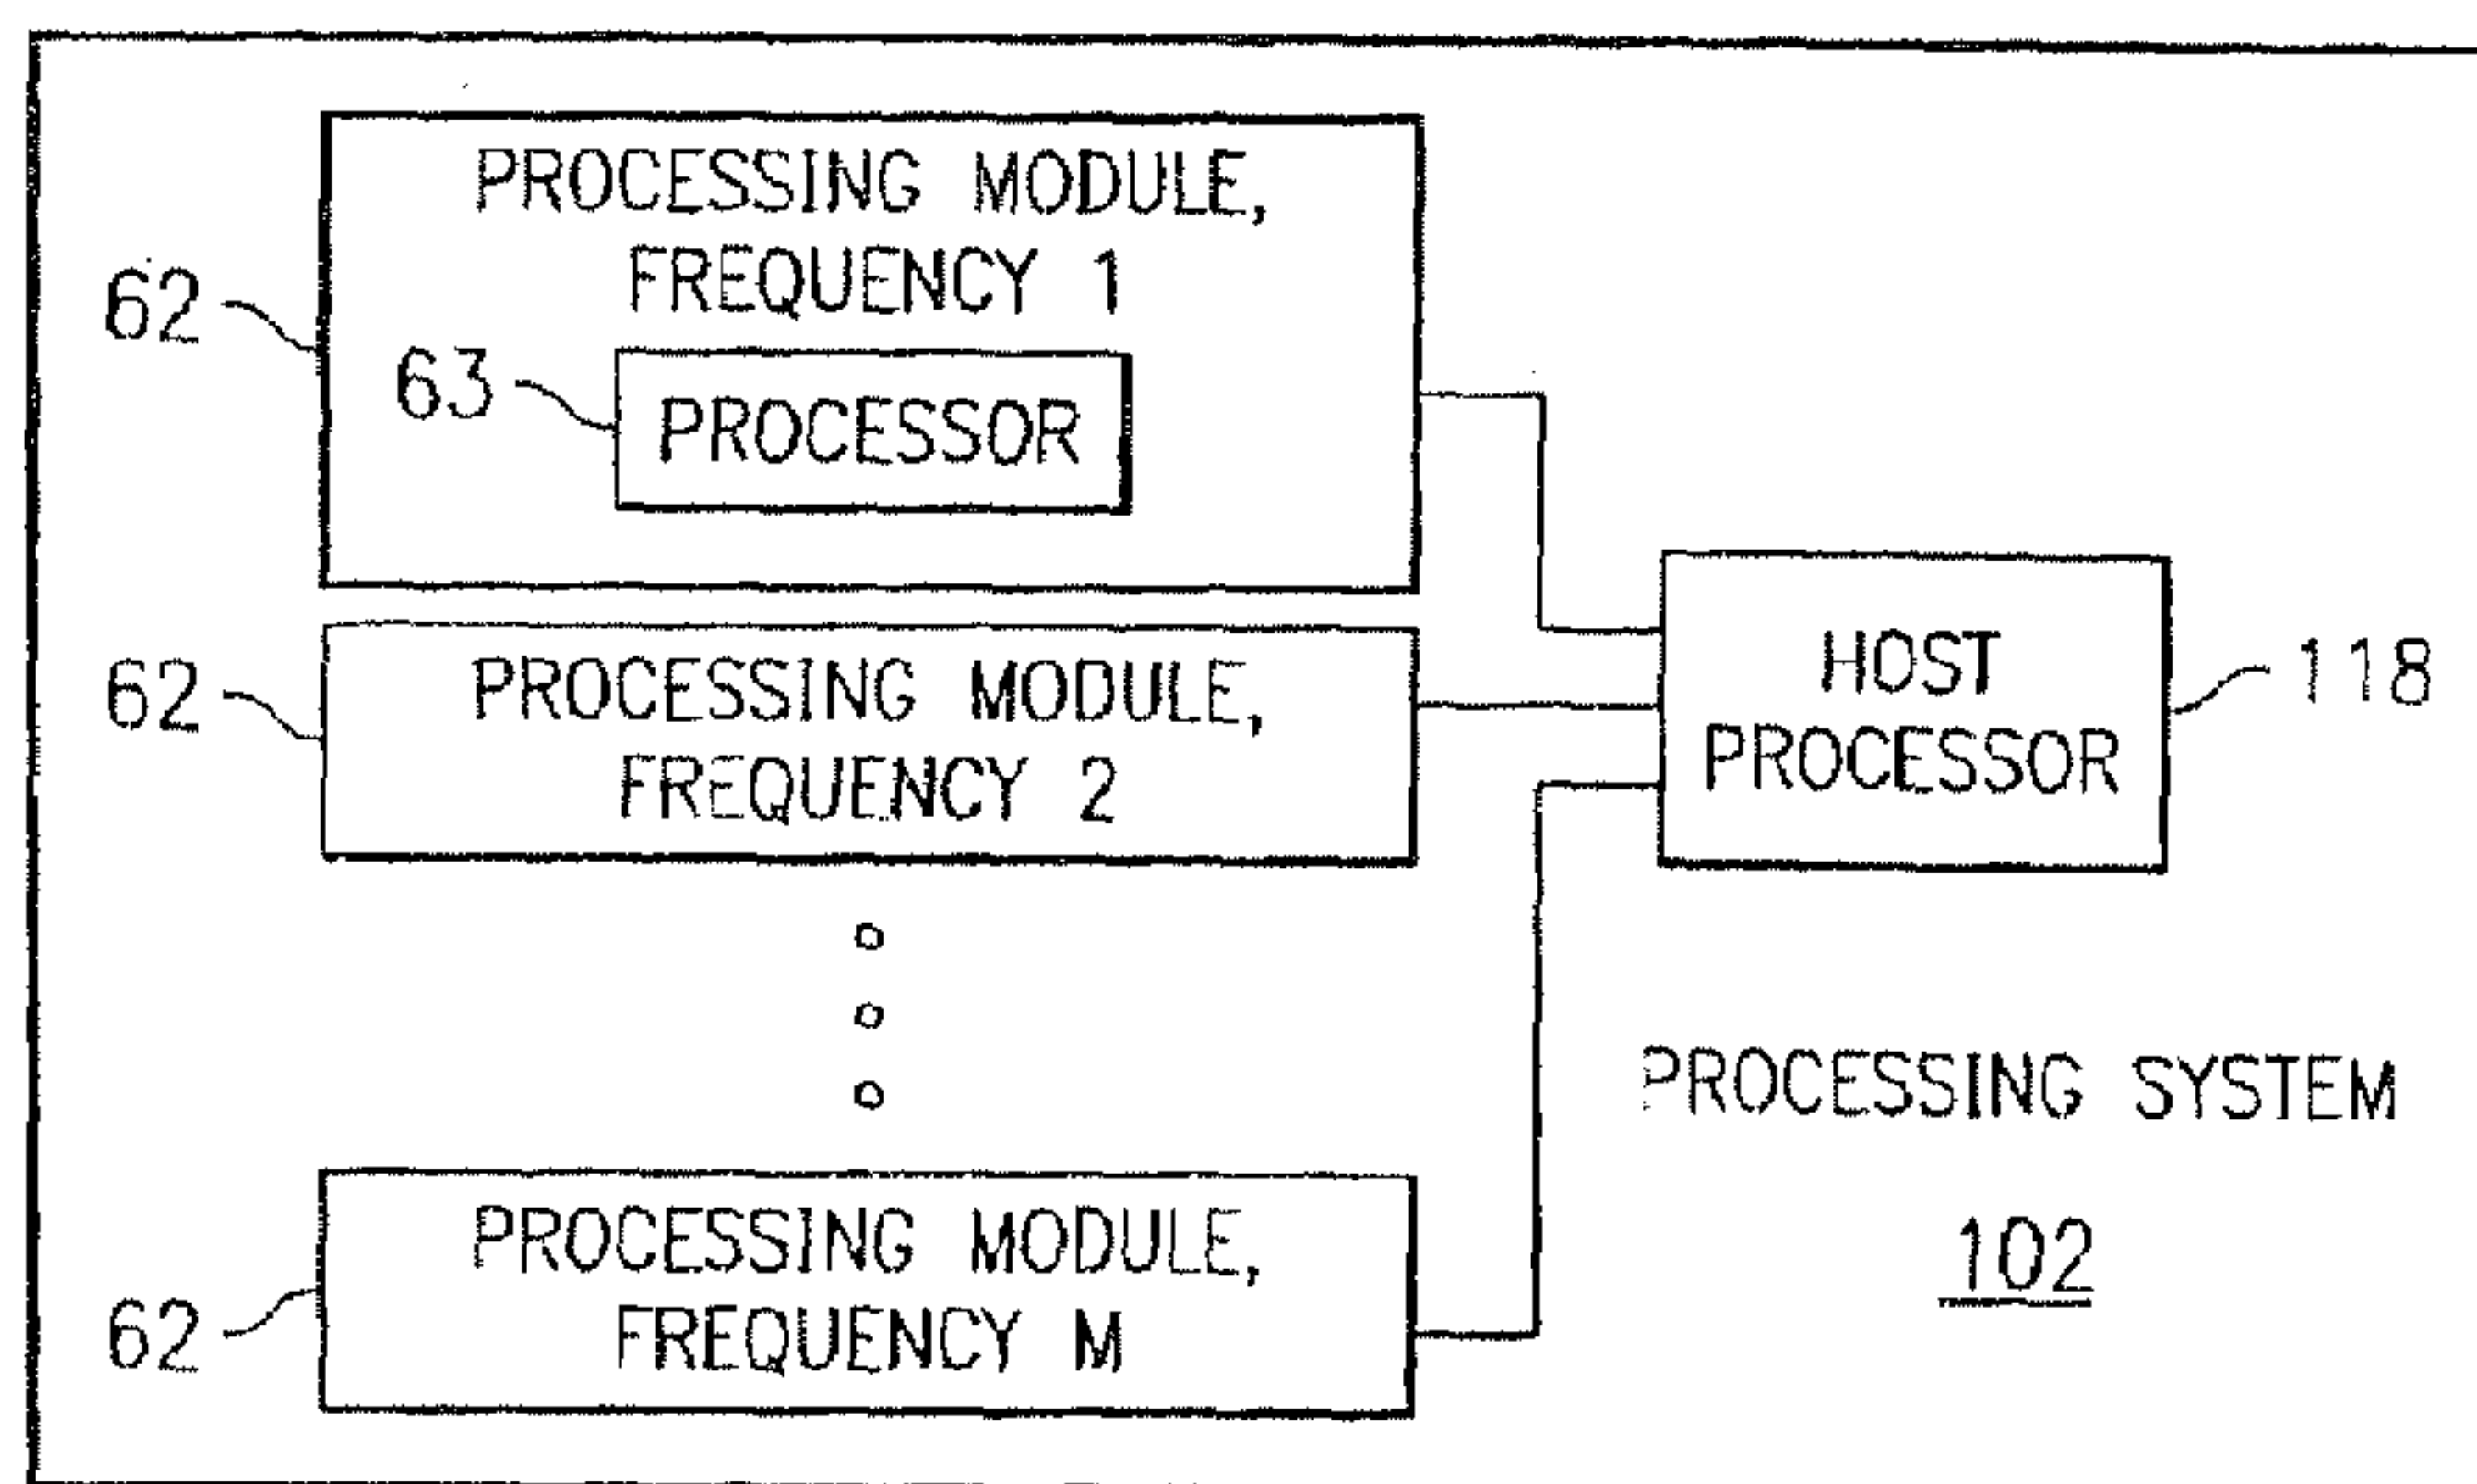 PROCESSING MODULE,
FREQUENCY 1
62
63
PROCESSOR
62
PROCESSING MODULE,
FREQUENCY 2
HOST
PROCESSOR
118
PROCESSING SYSTEM
102
62
PROCESSING MODULE,
FREQUENCY M